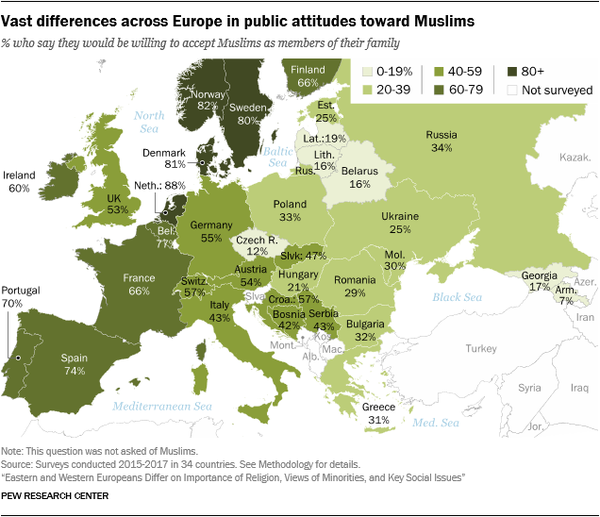 Vast differences across Europe in public attitudes toward Muslims
% who say they would be willing to accept Muslims as members of their family
0-19%
20-39
40-59
60-79
80+
Not surveyed
Finland
66%
Norway
82%
Sweden
80%
North
Sea
Est.
25%
Russia
34%
Lat.:19%
Denmark
81%
Baltic
Sea
Lith.
16%
Kazak.
Ireland
60%
Rus.
Belarus
16%
Neth.: 88%
UK
53%
Poland
33%
Germany
55%
Ukraine
25%
Bel.
77%
Czech R.
12%
Slvk: 47%
Mol.
30%
France
66%
Austria
54%
Hungary
21%
Georgia
17%
Azer.
Switz.
57%
Slva.
Romania
29%
Arm.
7%
Portugal
70%
Croa.: 57%
Black Sea
Italy
43%
Bosnia
42%
Serbia
43%
Iran
Bulgaria
32%
Kos.
Mont.
Mac.
Alb.
Turkey
Spain
74%
Syria
Iraq
Mediterranean Sea
Greece
31%
Med. Sea
Jor.
Note: This question was not asked of Muslims.
Source: Surveys conducted 2015-2017 in 34 countries. See Methodology for details.
“Eastern and Western Europeans Differ on Importance of Religion, Views of Minorities, and Key Social Issues”
PEW RESEARCH CENTER